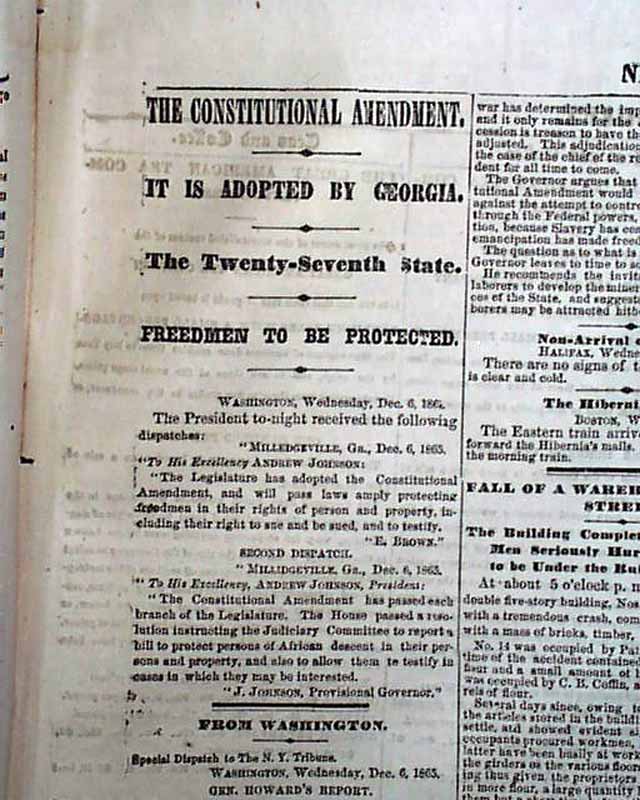 THE CONSTITUTIONAL AMENDMENT.
IT IS ADOPTED BY GEORGIA.
The Twenty-Seventh State.
FREEDMEN TO BE PROTECTED.
WASHINGTON, Wednesday, Dec. 6, 1865.
The President to-night received the following
dispatches:
"MILLEDGEVILLE, Ga., Dec. 6, 1865.
"To His Excellency ANDREW JOHNSON:
"The Legislature has adopted the Constitutional
Amendment, and will pass laws amply protecting
freedmen in their rights of person and property, in-
cluding their right to sue and be sued, and to testify.
"E. BROWN."
SECOND DISPATCH.
"MILLEDGEVILLE, Ga., Dec. 6, 1865.
"To His Excellency, ANDREW JOHNSON, President:
"The Constitutional Amendment has passed each
branch of the Legislature. The House passed a reso-
lution instructing the Judiciary Committee to report a
bill to protect persons of African descent in their per-
sons and property, and also to allow them to testify in
cases in which they may be interested.
"J. JOHNSON, Provisional Governor."
FROM WASHINGTON.
Special Dispatch to The N. Y. Tribune.
WASHINGTON, Wednesday, Dec. 6, 1865.
GEN. HOWARD'S REPORT.
N
war has determined the imp
and it only remains for the
cession is treason to have th
adjusted. This adjudication
the case of the chief of the re
dent for all time to come.
The Governor argues that
tutional Amendment would
against the attempt to contro
through the Federal powers,
tion, because Slavery has cea
emancipation has made freed
The question as to what is
Governor leaves to time to so
He recommends the invita
laborers to develop the miner
ces of the State, and suggest
borers may be attracted hith
Non-Arrival o
HALIFAX, Wedne
There are no signs of t
is clear and cold.
The Hiberni
BOSTON, W
The Eastern train arriv
forward the Hibernia's mails.
the morning train.
FALL OF A WAREH
STREE
The Building Complet
Men Seriously Hur
to be Under the Rui
At about 5 o'clock p. m
double five-story building, Nos
with a tremendous crash, com
with a mass of bricks, timber,
No. 14 was occupied by Pa
time of the accident contained
flour and a small amount of
was occupied by C. B. Coffin, a
rels of flour.
Several days since, owing to
the articles stored in the buildi
settle, and showed evident si
occupants procured workmen,
latter have been busily at work
the girders on the various floor
ing thus given, the proprietors
in more flour, a large quantity